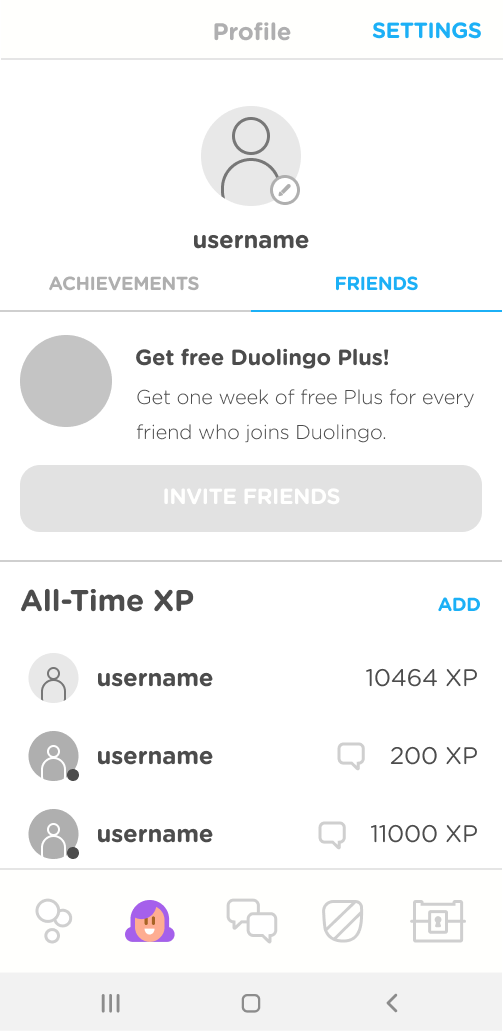 Profile
SETTINGS
username
ACHIEVEMENTS
FRIENDS
Get free Duolingo Plus!
Get one week of free Plus for every
friend who joins Duolingo.
INVITE FRIENDS
All-Time XP
ADD
username
10464 XP
username
200 XP
username
11000 XP